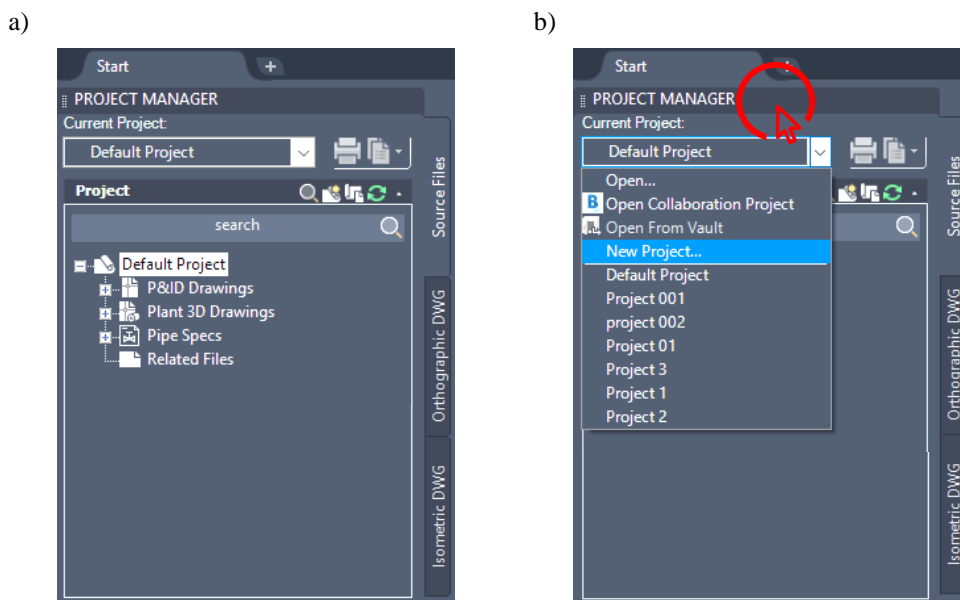 a)
Start
+
PROJECT MANAGER
Current Project:
Default Project
Project
search
Default Project
P&ID Drawings
Plant 3D Drawings
Pipe Specs
Related Files
Source Files
Orthographic DWG
Isometric DWG
b)
Start
+
PROJECT MANAGER
Current Project:
Default Project
Open...
B Open Collaboration Project
Open From Vault
New Project...
Default Project
Project 001
project 002
Project 01
Project 3
Project 1
Project 2
Source Files
Orthographic DWG
Isometric DWG